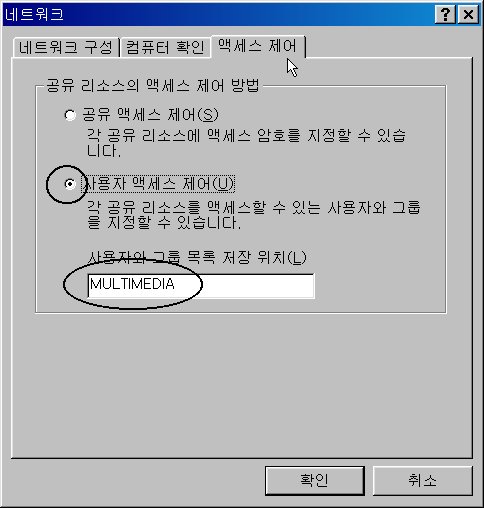 네트워크
네트워크 구성 컴퓨터 확인 액세스 제어
공유 리소스의 액세스 제어 방법
공유 액세스 제어(S)
각 공유 리소스에 액세스 암호를 지정할 수 있습
니다.
사용자 액세스 제어(U)
각 공유 리소스를 액세스할 수 있는 사용자와 그룹
을 지정할 수 있습니다.
사용자와 그룹 목록 저장 위치(L)
MULTIMEDIA
확인 취소